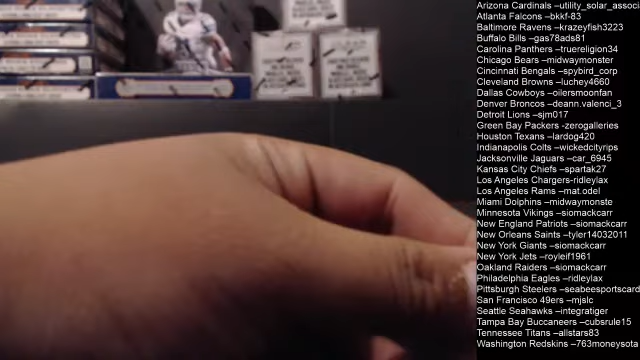 Arizona Cardinals –utility_solar_associ
Atlanta Falcons –bkkf-83
Baltimore Ravens –krazeyfish3223
Buffalo Bills –gas78ads81
Carolina Panthers –truereligion34
Chicago Bears –midwaymonster
Cincinnati Bengals –spybird_corp
Cleveland Browns –luchey4660
Dallas Cowboys –oilersmoonfan
Denver Broncos –deann.valenci_3
Detroit Lions –sjm017
Green Bay Packers -zerogalleries
Houston Texans –lardog420
Indianapolis Colts –wickedcityrips
Jacksonville Jaguars –car_6945
Kansas City Chiefs –spartak27
Los Angeles Chargers-ridleylax
Los Angeles Rams –mat.odel
Miami Dolphins –midwaymonste
Minnesota Vikings –siomackcarr
New England Patriots –siomackcarr
New Orleans Saints –tyler14032011
New York Giants –siomackcarr
New York Jets –royleif1961
Oakland Raiders –siomackcarr
Philadelphia Eagles –ridleylax
Pittsburgh Steelers –seabeesportscard
San Francisco 49ers –mjslc
Seattle Seahawks –integratiger
Tampa Bay Buccaneers –cubsrule15
Tennessee Titans –allstars83
Washington Redskins –763moneysota